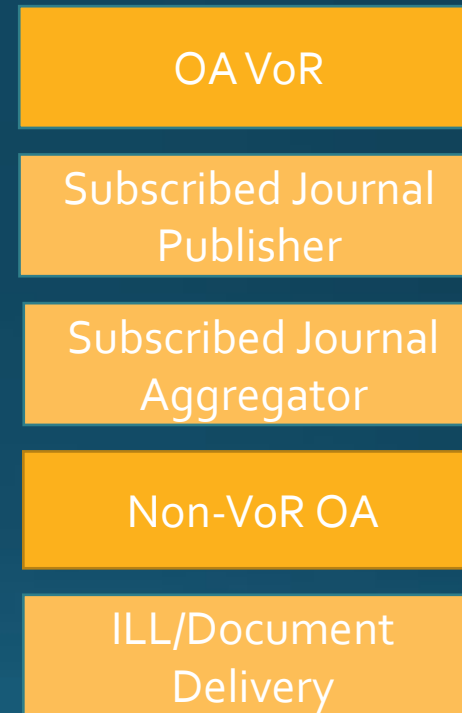 OA VoR
Subscribed Journal
Publisher
Subscribed Journal
Aggregator
Non-VoR OA
ILL/Document
Delivery